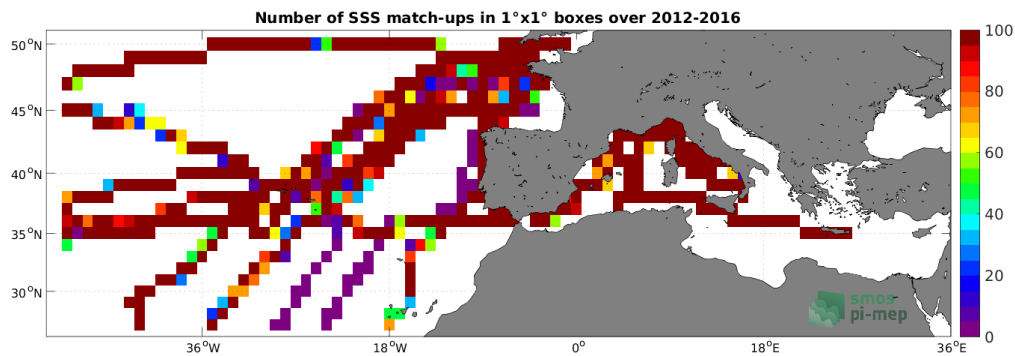 Number of SSS match-ups in 1°x1° boxes over 2012-2016
50°N
45°N
40°N
35°N
30°N
36°W
18°W
0°
18°E
36°E
100
80
60
40
20
0
smos
pi-mep